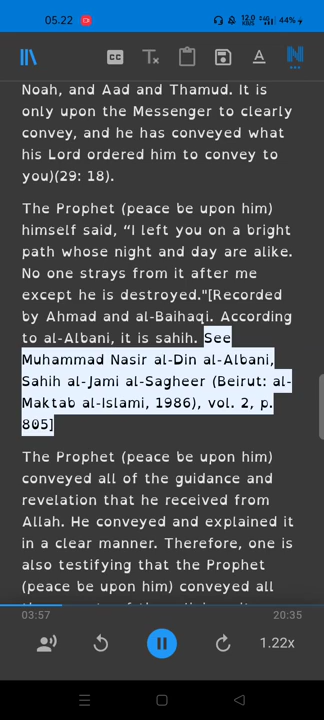 05.22
12.0 KB/S
44%
CC
Noah, and Aad and Thamud. It is
only upon the Messenger to clearly
convey, and he has conveyed what
his Lord ordered him to convey to
you)(29: 18).
The Prophet (peace be upon him)
himself said, “I left you on a bright
path whose night and day are alike.
No one strays from it after me
except he is destroyed."[Recorded
by Ahmad and al-Baihaqi. According
to al-Albani, it is sahih. See
Muhammad Nasir al-Din al-Albani,
Sahih al-Jami al-Sagheer (Beirut: al-
Maktab al-Islami, 1986), vol. 2, p.
805]
The Prophet (peace be upon him)
conveyed all of the guidance and
revelation that he received from
Allah. He conveyed and explained it
in a clear manner. Therefore, one is
also testifying that the Prophet
(peace be upon him) conveyed all
03:57
20:35
1.22x